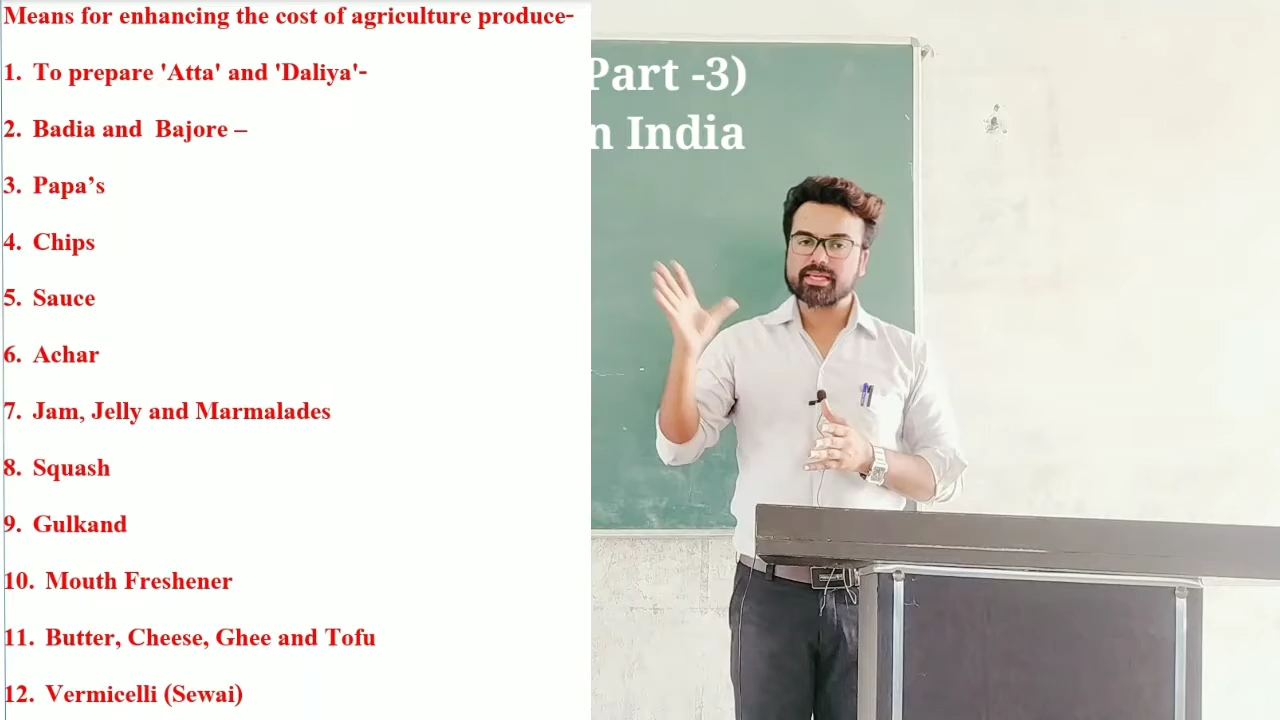 Means for enhancing the cost of agriculture produce-
1. To prepare 'Atta' and 'Daliya'-
2. Badia and Bajore –
3. Papa’s
4. Chips
5. Sauce
6. Achar
7. Jam, Jelly and Marmalades
8. Squash
9. Gulkand
10. Mouth Freshener
11. Butter, Cheese, Ghee and Tofu
12. Vermicelli (Sewai)
Part -3)
n India